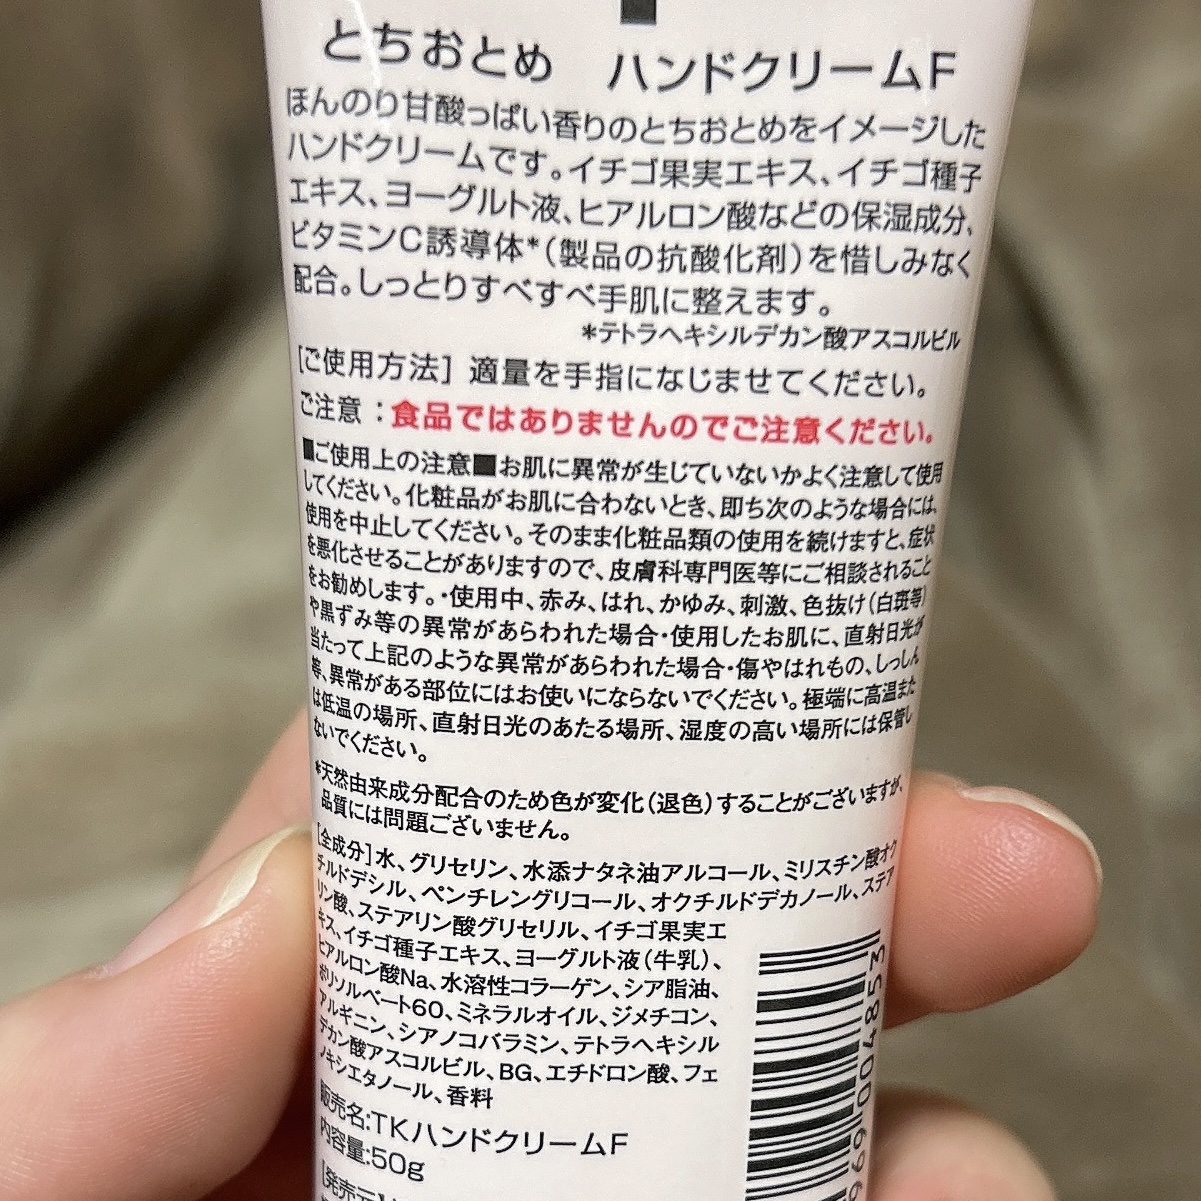 とちおとめ　ハンドクリームF
ほんのり甘酸っぱい香りのとちおとめをイメージした
ハンドクリームです。イチゴ果実エキス、イチゴ種子
エキス、ヨーグルト液、ヒアルロン酸などの保湿成分、
ビタミンC誘導体*(製品の抗酸化剤)を惜しみなく
配合。しっとりすべすべ手肌に整えます。
*テトラヘキシルデカン酸アスコルビル
[ご使用方法] 適量を手指になじませてください。
ご注意：食品ではありませんのでご注意ください。
■ご使用上の注意■お肌に異常が生じていないかよく注意して使用
してください。化粧品がお肌に合わないとき、即ち次のような場合には、
使用を中止してください。そのまま化粧品類の使用を続けますと、症状
を悪化させることがありますので、皮膚科専門医等にご相談されること
をお勧めします。・使用中、赤み、はれ、かゆみ、刺激、色抜け(白斑等)
や黒ずみ等の異常があらわれた場合・使用したお肌に、直射日光が
当たって上記のような異常があらわれた場合・傷やはれもの、しっしん
等、異常がある部位にはお使いにならないでください。極端に高温また
は低温の場所、直射日光のあたる場所、湿度の高い場所には保管し
ないでください。
*天然由来成分配合のため色が変化(退色)することがございますが、
品質には問題ございません。
[全成分]水、グリセリン、水添ナタネ油アルコール、ミリスチン酸オク
チルドデシル、ペンチレングリコール、オクチルドデカノール、ステア
リン酸、ステアリン酸グリセリル、イチゴ果実エ
キス、イチゴ種子エキス、ヨーグルト液(牛乳)、
ヒアルロン酸Na、水溶性コラーゲン、シア脂油、
ポリソルベート60、ミネラルオイル、ジメチコン、
アルギニン、シアノコバラミン、テトラヘキシル
デカン酸アスコルビル、BG、エチドロン酸、フェ
ノキシエタノール、香料
販売名:TKハンドクリームF
内容量:50g
[発売元]